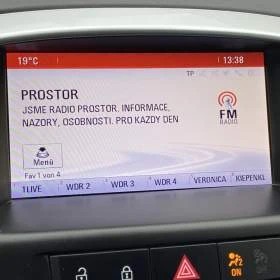 19°C 13:38
TP
PROSTOR
JSME RADIO PROSTOR. INFORMACE,
NAZORY, OSOBNOSTI. PRO KAZDY DEN
FM
RADIO
Menü
Fav 1 von 4
1LIVE WDR 2 WDR 3 WDR 4 VERONICA KIEPENKL
ON